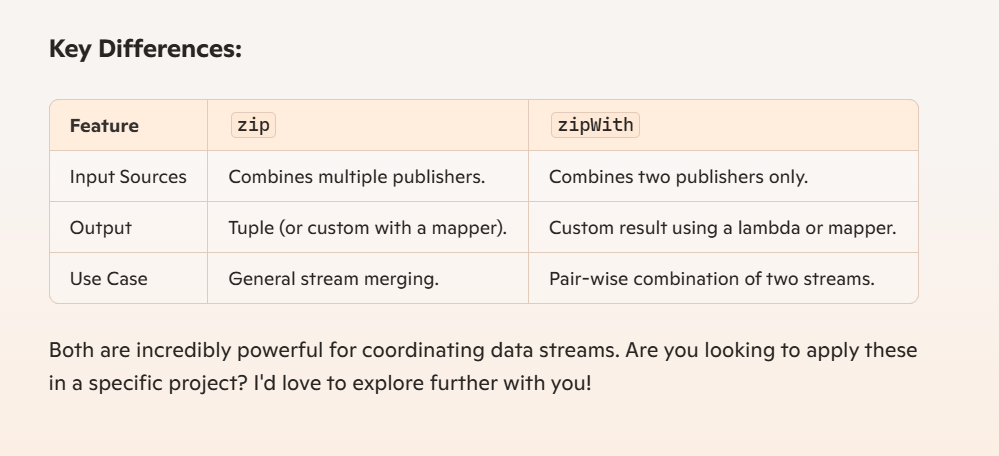 Key Differences:
Feature zip zipWith
Input Sources Combines multiple publishers. Combines two publishers only.
Output Tuple (or custom with a mapper). Custom result using a lambda or mapper.
Use Case General stream merging. Pair-wise combination of two streams.
Both are incredibly powerful for coordinating data streams. Are you looking to apply these
in a specific project? I'd love to explore further with you!